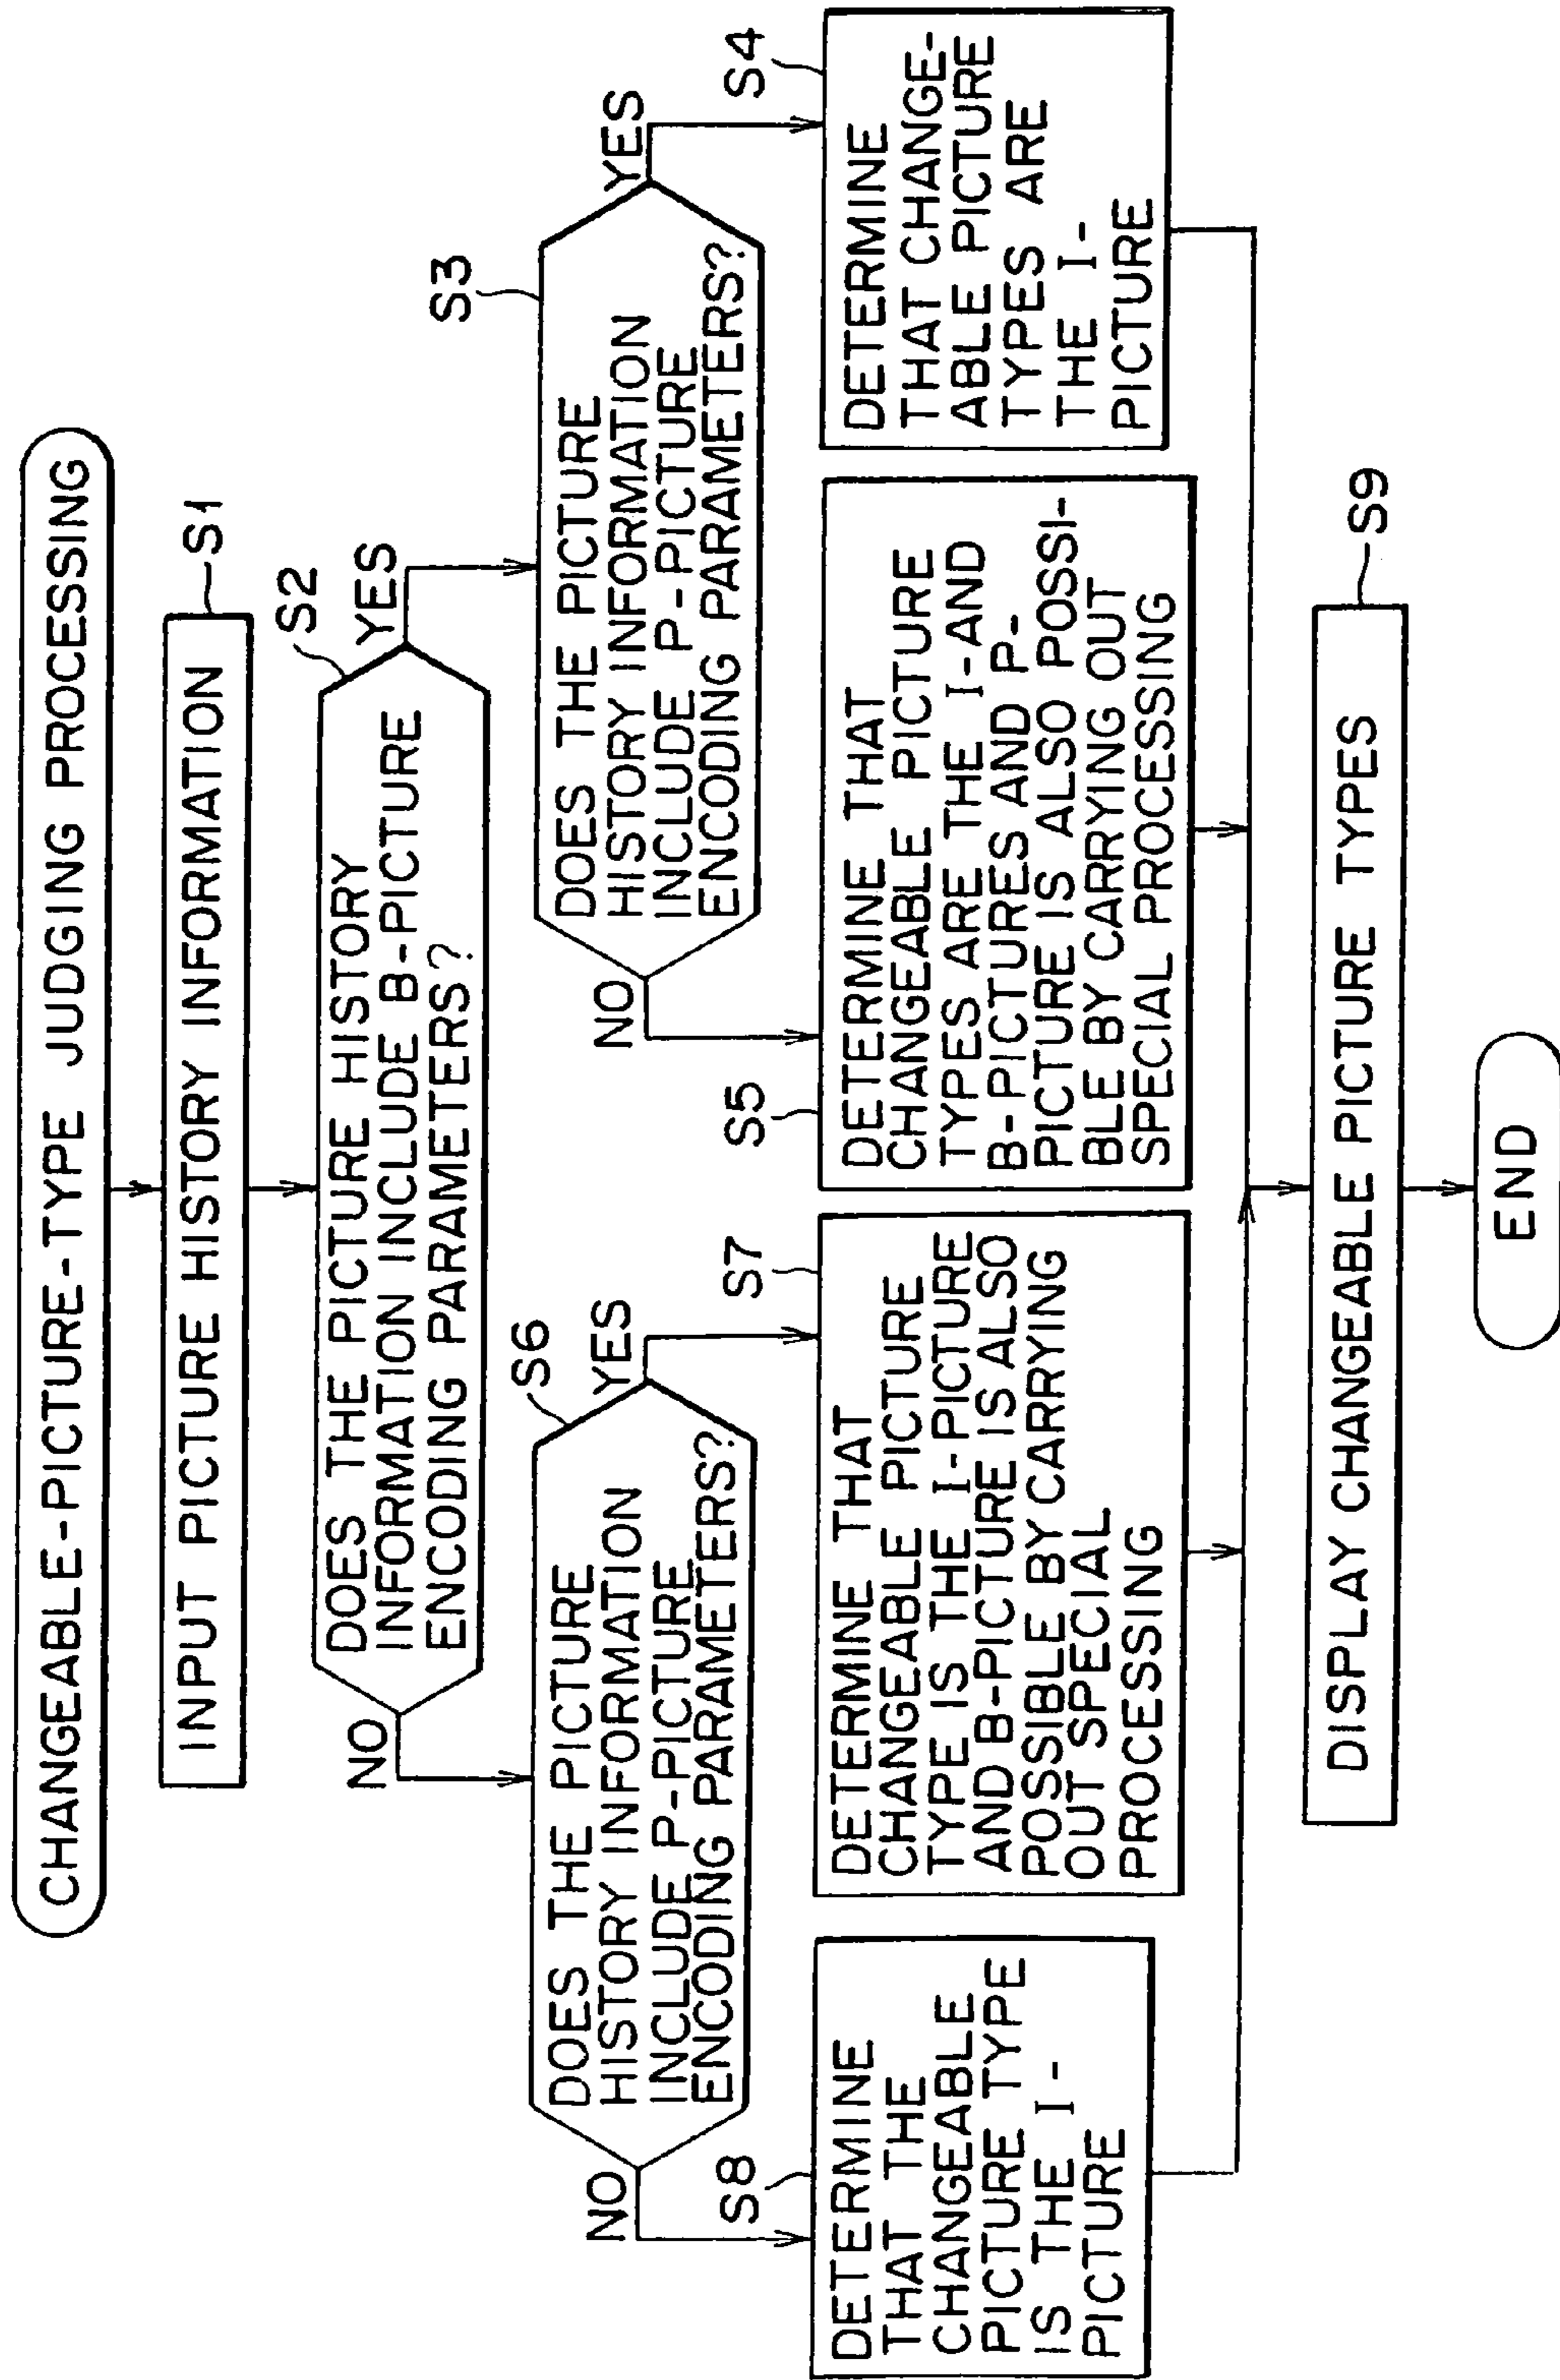 CHANGEABLE-PICTURE-TYPE JUDGING PROCESSING
INPUT PICTURE HISTORY INFORMATION
S1
S2
DOES THE PICTURE HISTORY
INFORMATION INCLUDE B-PICTURE
ENCODING PARAMETERS?
NO
YES
S6
DOES THE PICTURE
HISTORY INFORMATION
INCLUDE P-PICTURE
ENCODING PARAMETERS?
NO
YES
S3
DOES THE PICTURE
HISTORY INFORMATION
INCLUDE P-PICTURE
ENCODING PARAMETERS?
NO
YES
S8
DETERMINE
THAT THE
CHANGEABLE
PICTURE TYPE
IS THE I-
PICTURE
S7
DETERMINE THAT
CHANGEABLE PICTURE
TYPE IS THE I-PICTURE
AND B-PICTURE IS ALSO
POSSIBLE BY CARRYING
OUT SPECIAL
PROCESSING
S5
DETERMINE THAT
CHANGEABLE PICTURE
TYPES ARE THE I-AND
B-PICTURES AND P-
PICTURE IS ALSO POSSI-
BLE BY CARRYING OUT
SPECIAL PROCESSING
S4
DETERMINE
THAT CHANGE-
ABLE PICTURE
TYPES ARE
THE I-
PICTURE
DISPLAY CHANGEABLE PICTURE TYPES
S9
END